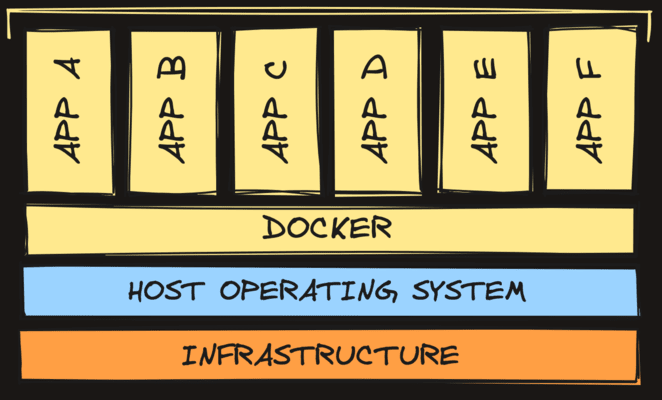 APP A
APP B
APP C
APP D
APP E
APP F
DOCKER
HOST OPERATING SYSTEM
INFRASTRUCTURE